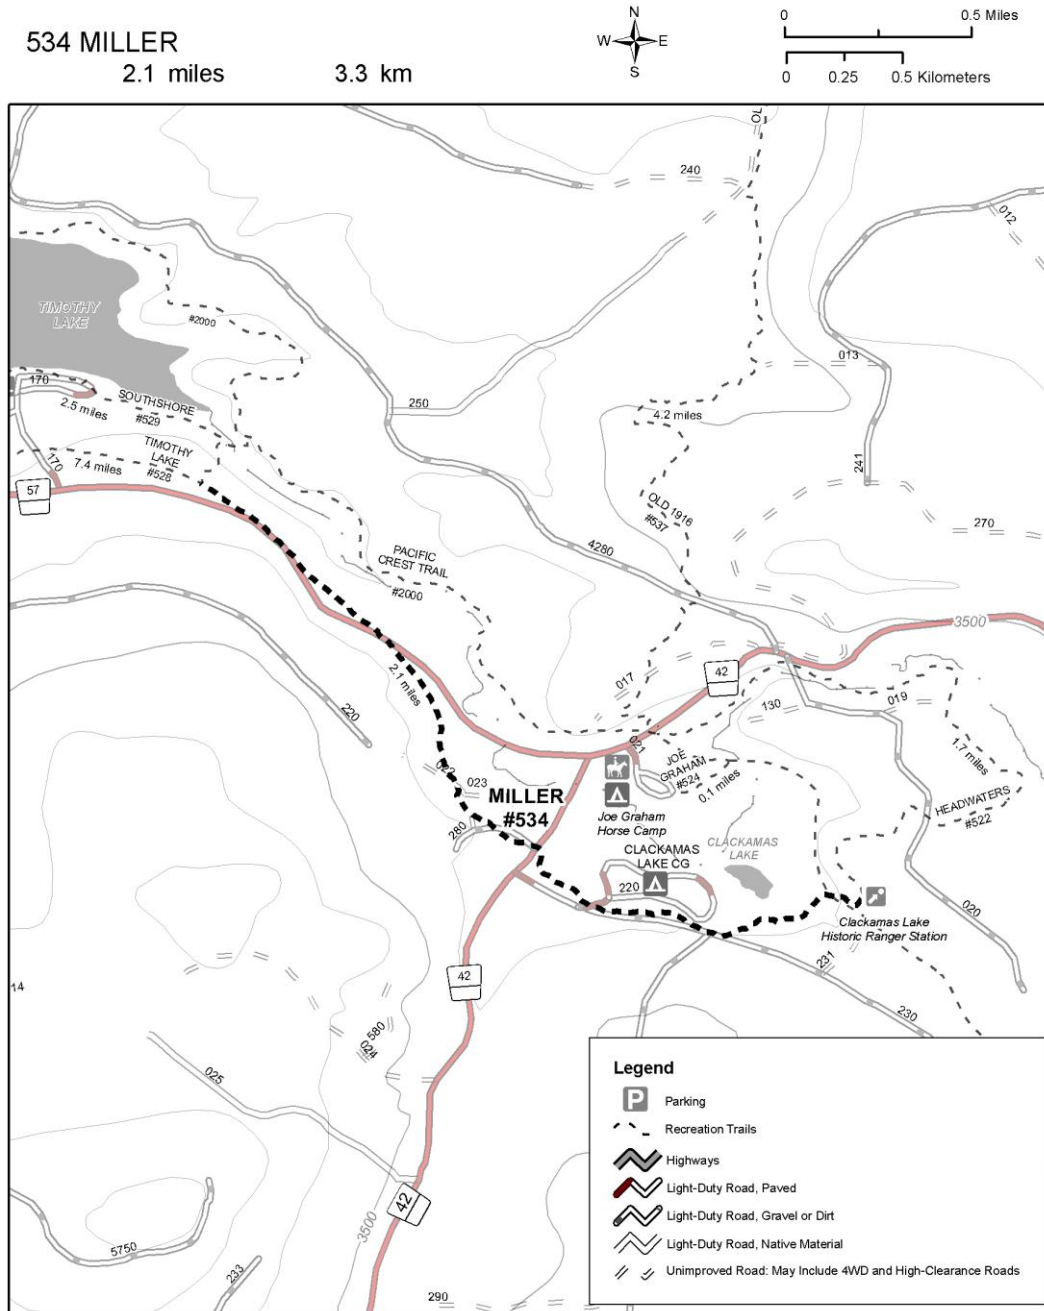 534 MILLER
2.1 miles 3.3 km
N
W E
S
0 0.5 Miles
0 0.25 0.5 Kilometers
OL
240
012
TIMOTHY
LAKE
#2000
013
170
SOUTHSHORE
#529
2.5 miles
250
4.2 miles
TIMOTHY
LAKE
#528
7.4 miles
170
57
241
OLD 1916
#537
270
4280
PACIFIC
CREST TRAIL
#2000
3500
2.1 miles
017
42
019
130
220
021
JOE
GRAHAM
#524
0.1 miles
1.7 miles
022
023
MILLER
#534
280
Joe Graham
Horse Camp
HEADWATERS
#522
CLACKAMAS
LAKE CG
CLACKAMAS
LAKE
220
020
Clackamas Lake
Historic Ranger Station
231
14
42
230
580
024
025
42
3500
5750
233
290
Legend
P Parking
Recreation Trails
Highways
Light-Duty Road, Paved
Light-Duty Road, Gravel or Dirt
Light-Duty Road, Native Material
Unimproved Road: May Include 4WD and High-Clearance Roads